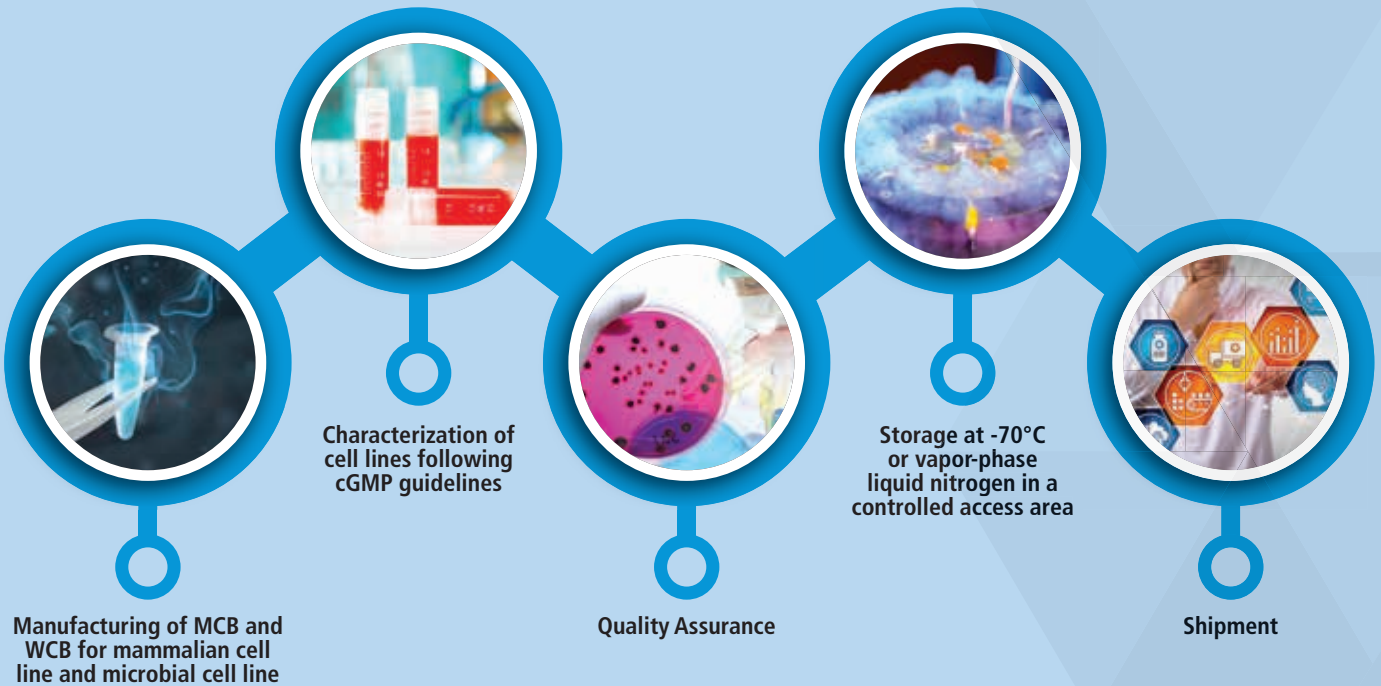 Manufacturing of MCB and
WCB for mammalian cell
line and microbial cell line
Characterization of
cell lines following
cGMP guidelines
Quality Assurance
Storage at -70°C
or vapor-phase
liquid nitrogen in a
controlled access area
Shipment